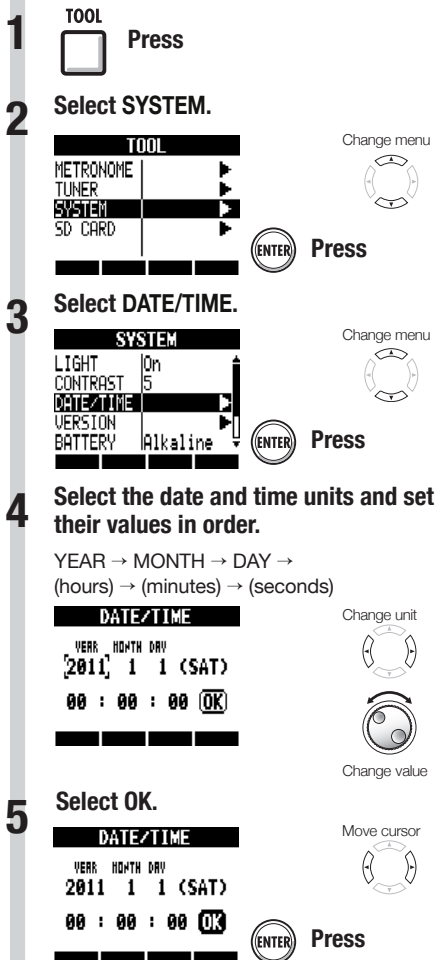 1
TOOL
Press
2
Select SYSTEM.
TOOL
METRONOME
TUNER
SYSTEM
SD CARD
Change menu
ENTER
Press
3
Select DATE/TIME.
SYSTEM
LIGHT On
CONTRAST 5
DATE/TIME
VERSION
BATTERY Alkaline
Change menu
ENTER
Press
4
Select the date and time units and set
their values in order.
YEAR → MONTH → DAY →
(hours) → (minutes) → (seconds)
DATE/TIME
YEAR MONTH DAY
2011 1 1 (SAT)
00 : 00 : 00 OK
Change unit
Change value
5
Select OK.
DATE/TIME
YEAR MONTH DAY
2011 1 1 (SAT)
00 : 00 : 00 OK
Move cursor
ENTER
Press